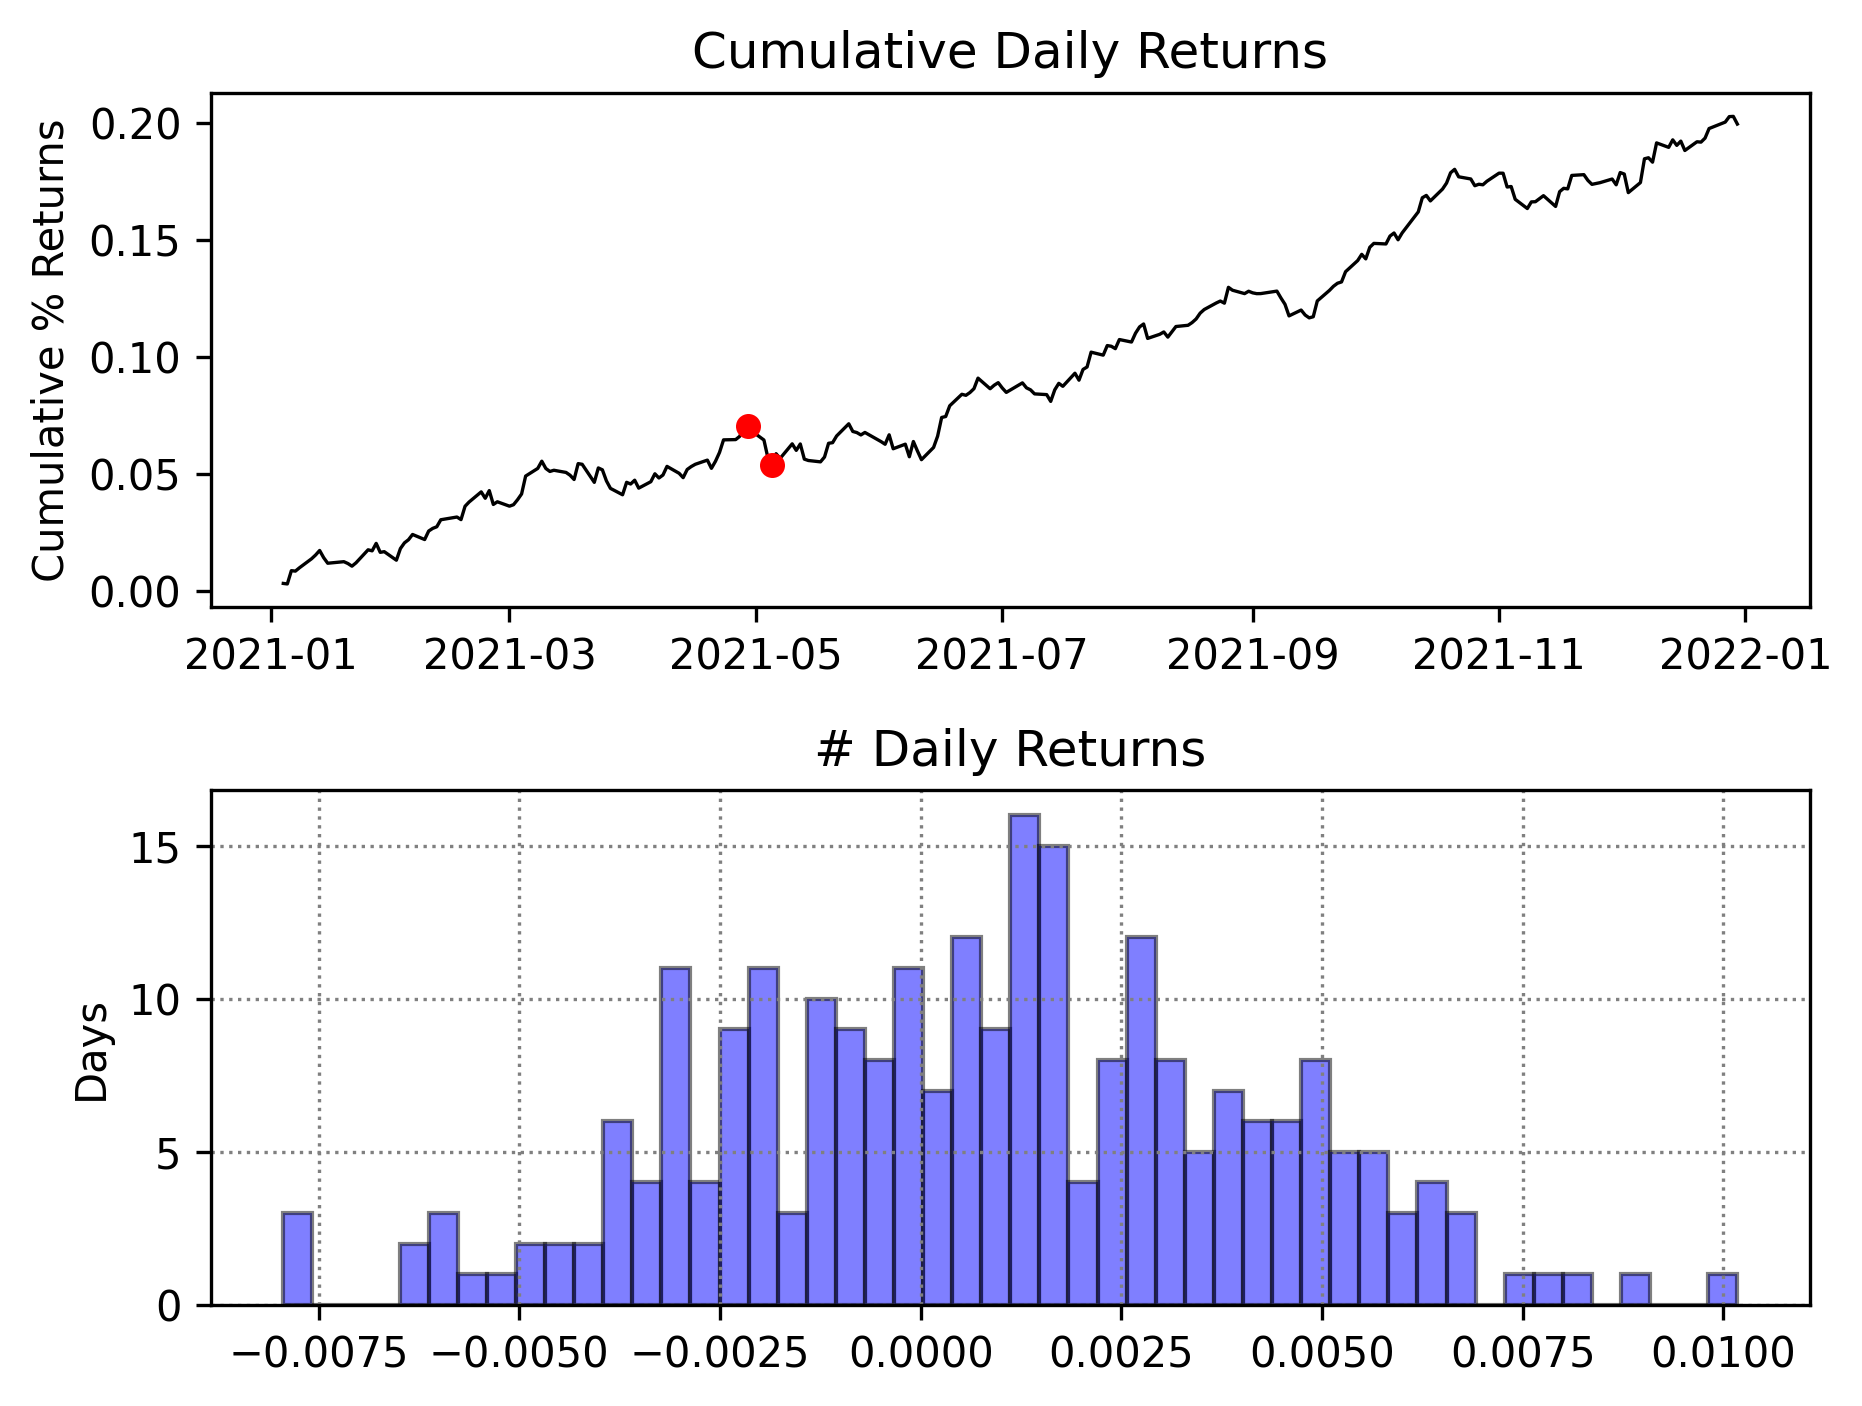 Cumulative Daily Returns
Cumulative % Returns
0.20
0.15
0.10
0.05
0.00
2021-01 2021-03 2021-05 2021-07 2021-09 2021-11 2022-01
# Daily Returns
Days
15
10
5
0
−0.0075 −0.0050 −0.0025 0.0000 0.0025 0.0050 0.0075 0.0100